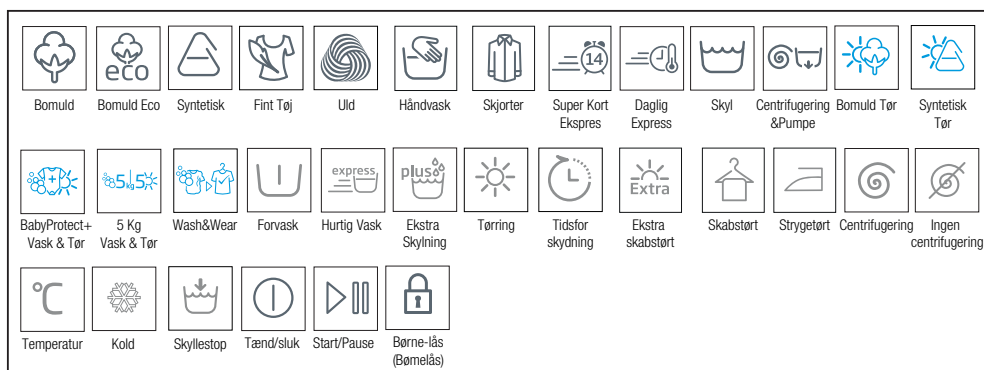 eco
14
Bomuld
Bomuld Eco
Syntetisk
Fint Tøj
Uld
Håndvask
Skjorter
Super Kort
Ekspres
Daglig
Express
Skyl
Centrifugering
&Pumpe
Bomuld Tør
Syntetisk
Tør
5kg 5
express
plus
Extra
BabyProtect+
Vask & Tør
5 Kg
Vask & Tør
Wash&Wear
Forvask
Hurtig Vask
Ekstra
Skylning
Tørring
Tidsfor
skydning
Ekstra
skabstørt
Skabstørt
Strygetørt
Centrifugering
Ingen
centrifugering
°C
Temperatur
Kold
Skyllestop
Tænd/sluk
Start/Pause
Børne-lås
(Bømelås)